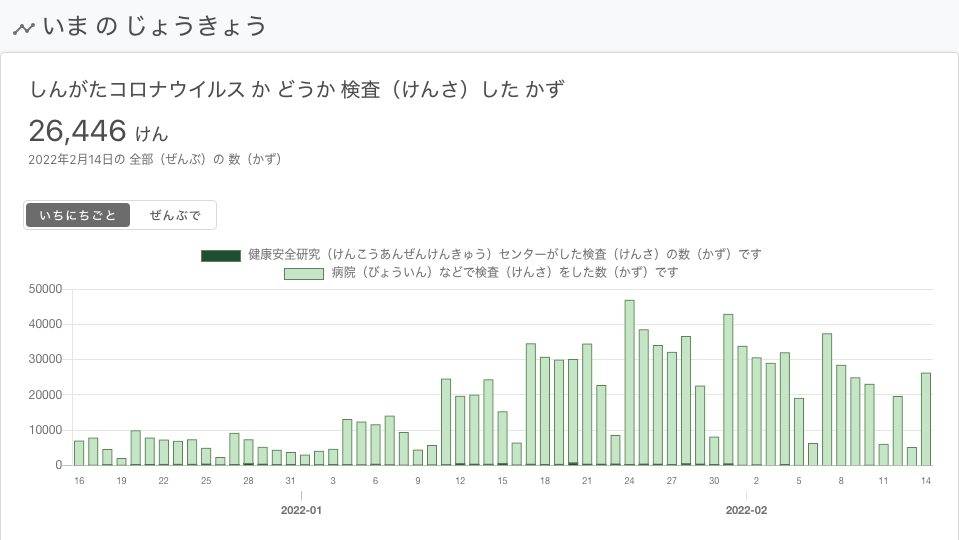 いま の じょうきょう
しんがたコロナウイルス か どうか 検査（けんさ）した かず
26,446 けん
2022年2月14日の 全部（ぜんぶ）の 数（かず）
いちにちごと ぜんぶで
健康安全研究（けんこうあんぜんけんきゅう）センターがした検査（けんさ）の数（かず）です
病院（びょういん）などで検査（けんさ）をした数（かず）です
50000
40000
30000
20000
10000
0
16 19 22 25 28 31 3 6 9 12 15 18 21 24 27 30 2 5 8 11 14
2022-01 2022-02